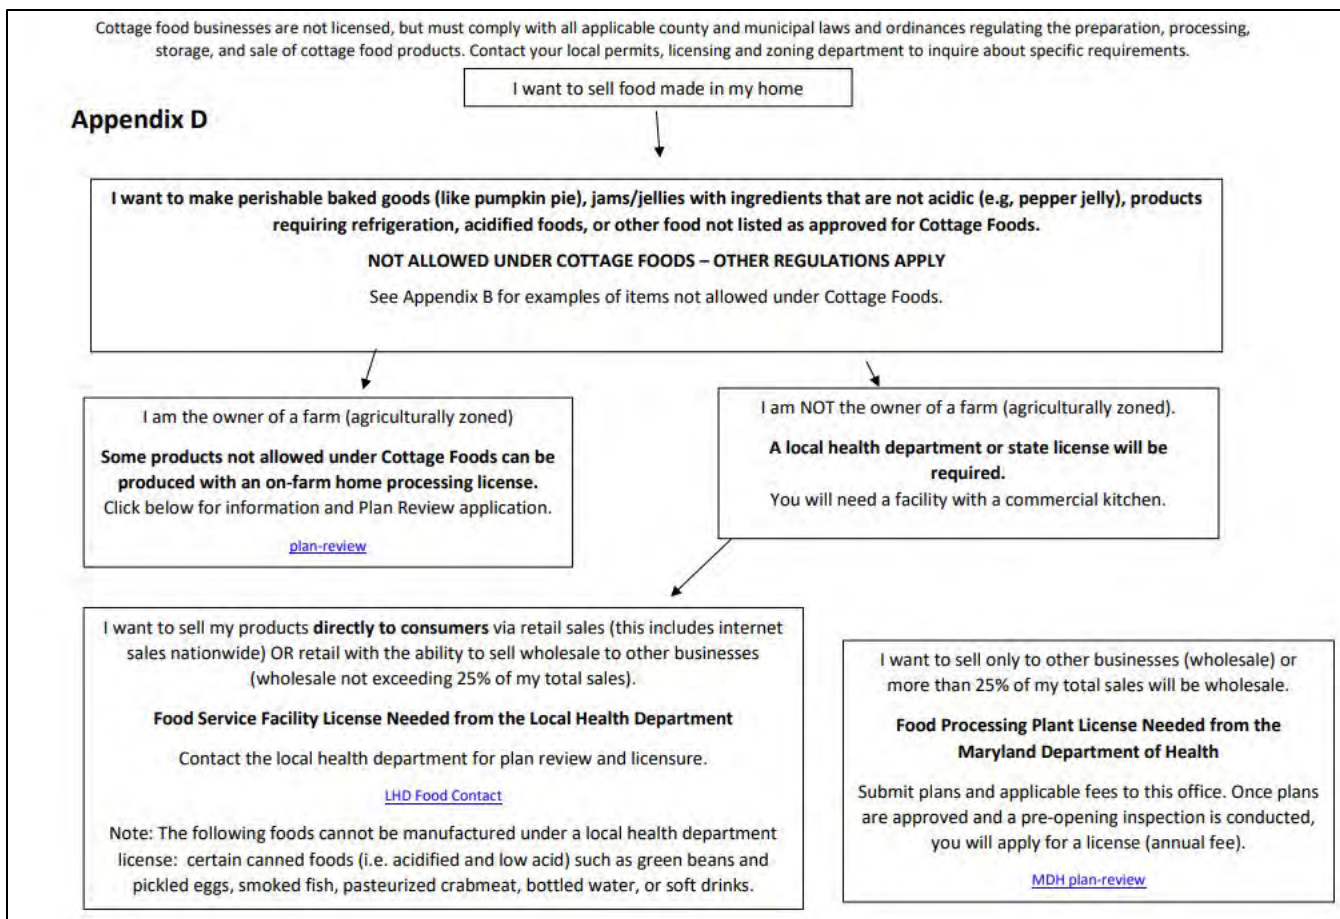 Cottage food businesses are not licensed, but must comply with all applicable county and municipal laws and ordinances regulating the preparation, processing,
storage, and sale of cottage food products. Contact your local permits, licensing and zoning department to inquire about specific requirements.
I want to sell food made in my home
Appendix D
I want to make perishable baked goods (like pumpkin pie), jams/jellies with ingredients that are not acidic (e.g, pepper jelly), products
requiring refrigeration, acidified foods, or other food not listed as approved for Cottage Foods.
NOT ALLOWED UNDER COTTAGE FOODS – OTHER REGULATIONS APPLY
See Appendix B for examples of items not allowed under Cottage Foods.
I am the owner of a farm (agriculturally zoned)
Some products not allowed under Cottage Foods can be
produced with an on-farm home processing license.
Click below for information and Plan Review application.
plan-review
I am NOT the owner of a farm (agriculturally zoned).
A local health department or state license will be
required.
You will need a facility with a commercial kitchen.
I want to sell my products directly to consumers via retail sales (this includes internet
sales nationwide) OR retail with the ability to sell wholesale to other businesses
(wholesale not exceeding 25% of my total sales).
Food Service Facility License Needed from the Local Health Department
Contact the local health department for plan review and licensure.
LHD Food Contact
Note: The following foods cannot be manufactured under a local health department
license:  certain canned foods (i.e. acidified and low acid) such as green beans and
pickled eggs, smoked fish, pasteurized crabmeat, bottled water, or soft drinks.
I want to sell only to other businesses (wholesale) or
more than 25% of my total sales will be wholesale.
Food Processing Plant License Needed from the
Maryland Department of Health
Submit plans and applicable fees to this office. Once plans
are approved and a pre-opening inspection is conducted,
you will apply for a license (annual fee).
MDH plan-review